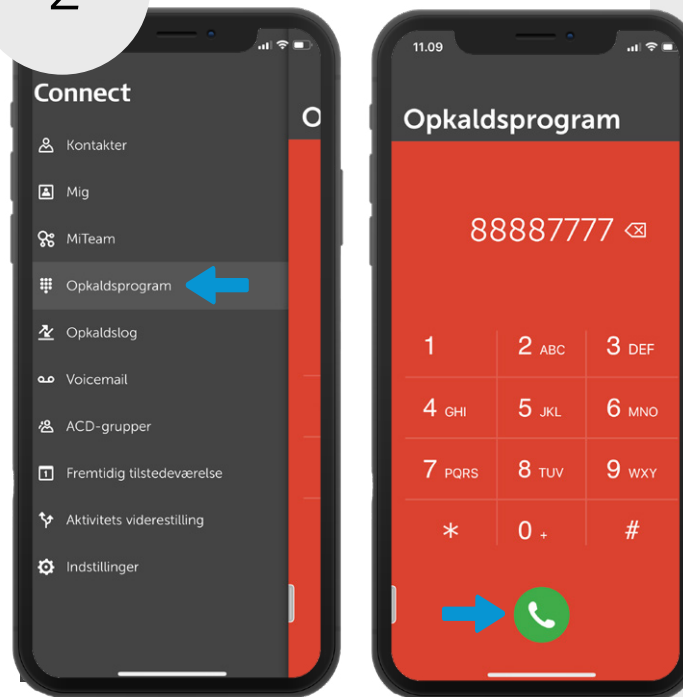 2
Connect
O
Kontakter
Mig
MiTeam
Opkaldsprogram
Opkaldslog
Voicemail
ACD-grupper
1 Fremtidig tilstedeværelse
Aktivitets viderestilling
Indstillinger
11.09
Opkaldsprogram
88887777
1 2 ABC 3 DEF
4 GHI 5 JKL 6 MNO
7 PQRS 8 TUV 9 WXY
* 0 + #